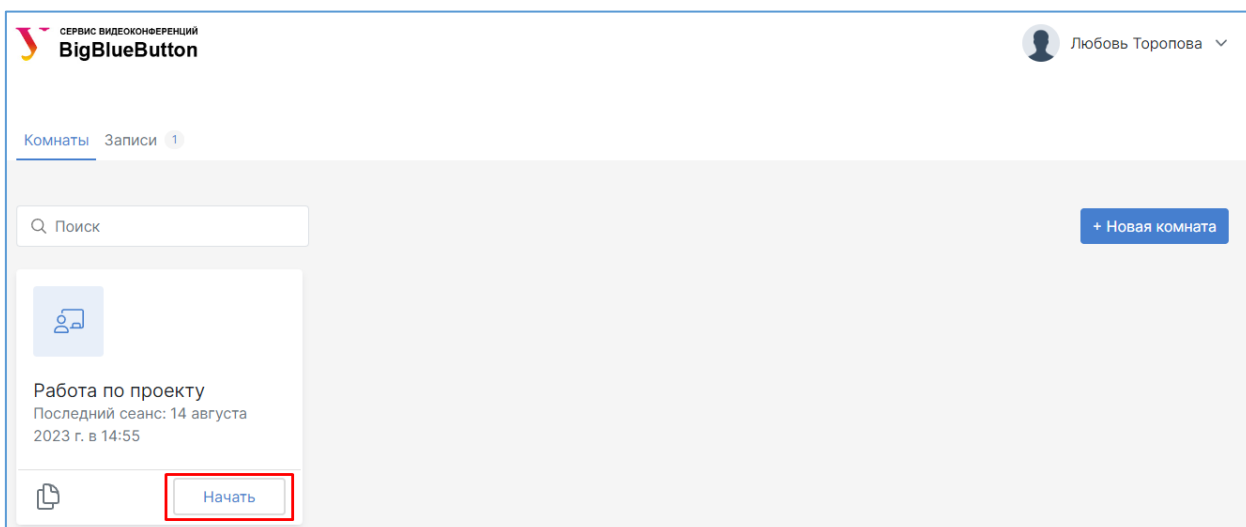 СЕРВИС ВИДЕОКОНФЕРЕНЦИЙ
BigBlueButton
Любовь Торопова
Комнаты Записи 1
Поиск
+ Новая комната
Работа по проекту
Последний сеанс: 14 августа
2023 г. в 14:55
Начать